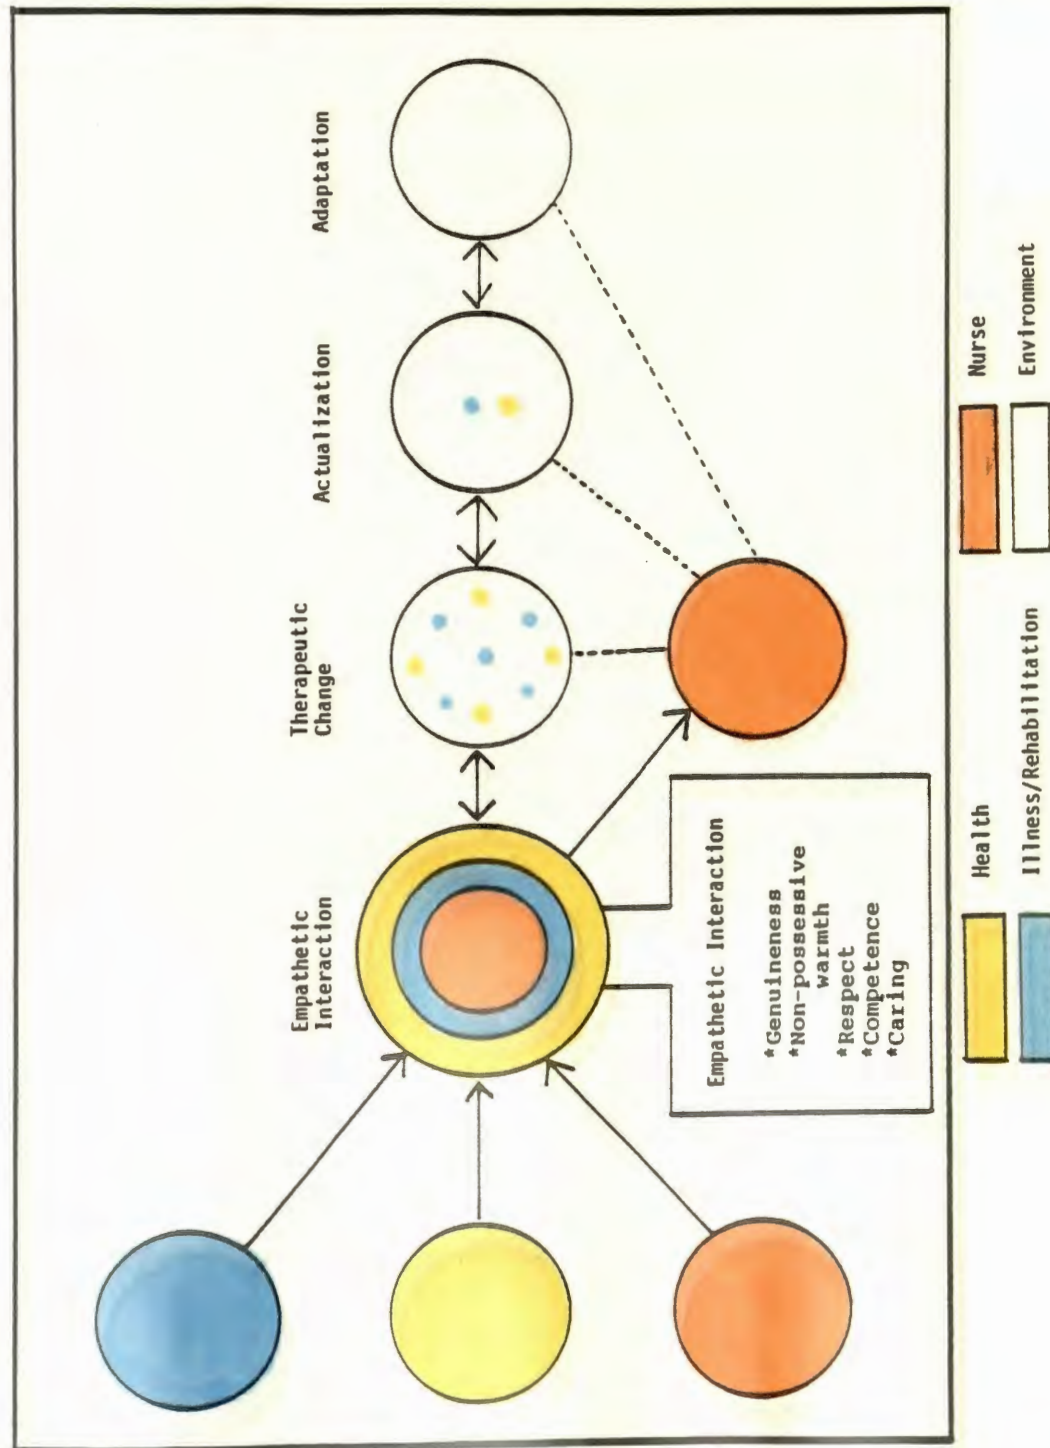 Empathetic
Interaction
Therapeutic
Change
Actualization
Adaptation
Empathetic Interaction
*Genuineness
*Non-possessive
warmth
*Respect
*Competence
*Caring
Health
Nurse
Illness/Rehabilitation
Environment